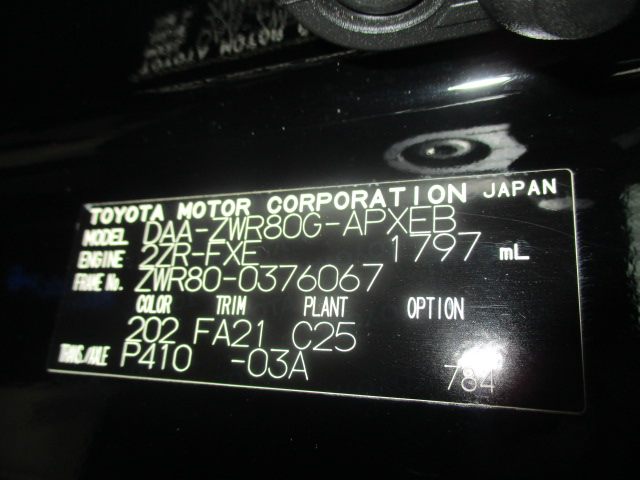 TOYOTA MOTOR CORPORATION JAPAN
MODEL DAA-ZWR80G-APXEB
ENGINE 2ZR-FXE 1797 mL
FRAME No. ZWR80-0376067
COLOR TRIM PLANT OPTION
202 FA21 C25
TRANS./AXLE P410 -03A
784